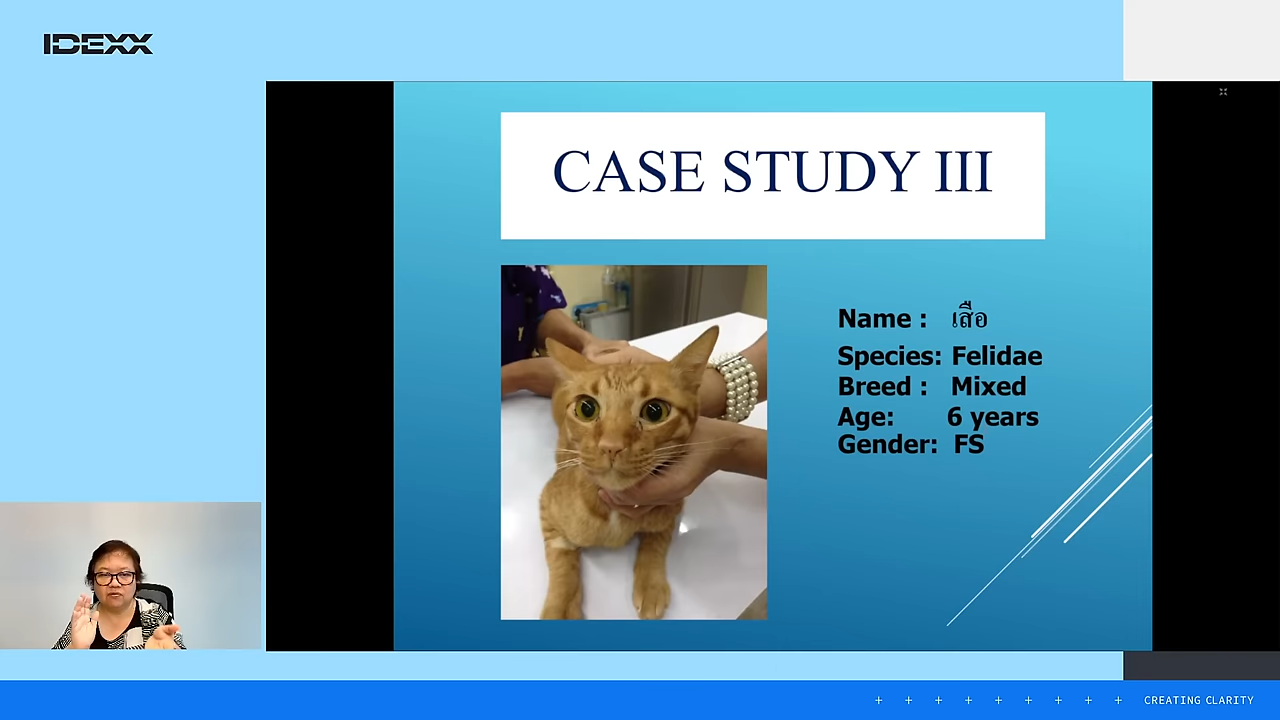 IDEXX
CASE STUDY III
Name : เสือ
Species: Felidae
Breed : Mixed
Age: 6 years
Gender: FS
CREATING CLARITY